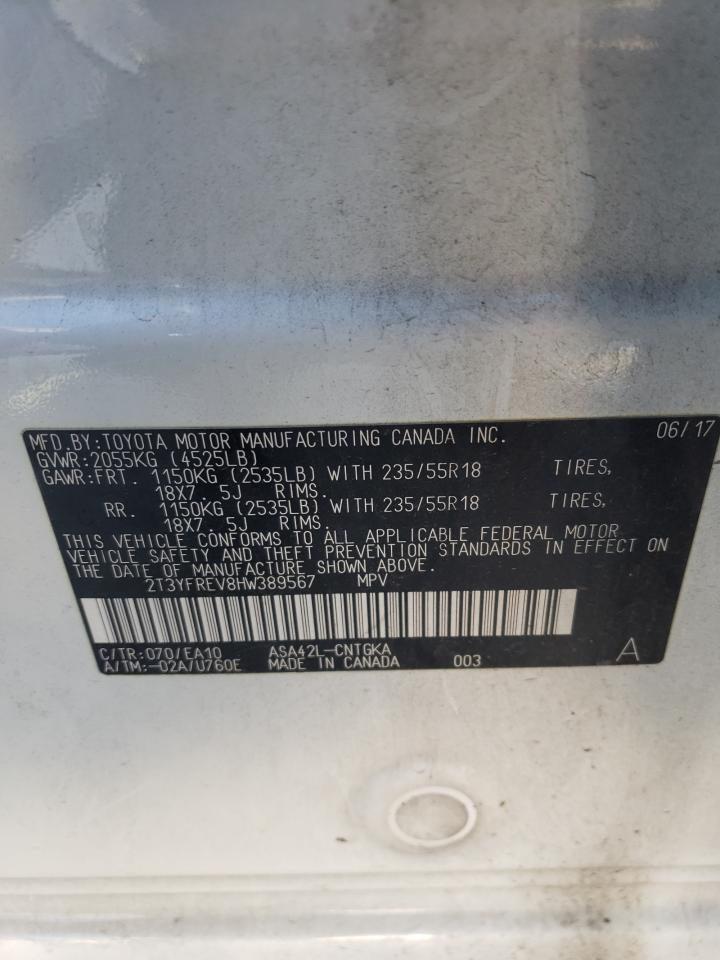 MFD.BY:TOYOTA MOTOR MANUFACTURING CANADA INC. 06/17
GVWR:2055KG (4525LB)
GAWR:FRT. 1150KG (2535LB) WITH 235/55R18 TIRES,
18X7.5J RIMS.
RR. 1150KG (2535LB) WITH 235/55R18 TIRES,
18X7.5J RIMS.
THIS VEHICLE CONFORMS TO ALL APPLICABLE FEDERAL MOTOR
VEHICLE SAFETY AND THEFT PREVENTION STANDARDS IN EFFECT ON
THE DATE OF MANUFACTURE SHOWN ABOVE.
2T3YFREV8HW389567 MPV
C/TR:070/EA10 ASA42L-CNTGKA
A/TM:-02A/U760E MADE IN CANADA 003 A